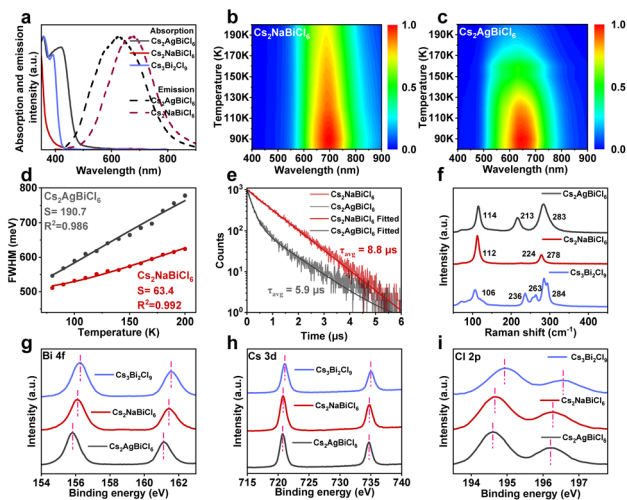 a
Absorption and emission
intensity (a.u.)
Absorption
Cs₂AgBiCl₆
Cs₂NaBiCl₆
Cs₃Bi₂Cl₉
Emission
Cs₂AgBiCl₆
Cs₂NaBiCl₆
400 600 800
Wavelength (nm)
b
Cs₂NaBiCl₆
Temperature (K)
190K
170K
150K
130K
110K
90K
400 500 600 700 800 900
Wavelength (nm)
1.0
0.8
0.6
0.4
0.2
0.0
c
Cs₂AgBiCl₆
Temperature (K)
190K
170K
150K
130K
110K
90K
400 500 600 700 800 900
Wavelength (nm)
1.0
0.8
0.6
0.4
0.2
0.0
d
FWHM (meV)
800
700
600
500
400
Cs₂AgBiCl₆
S= 190.7
R²=0.986
Cs₂NaBiCl₆
S= 63.4
R²=0.992
80 120 160 200
Temperature (K)
e
Counts
10³
10²
10¹
10⁰
Cs₂NaBiCl₆
Cs₂AgBiCl₆
Cs₂NaBiCl₆ Fitted
Cs₂AgBiCl₆ Fitted
τavg = 8.8 μs
τavg = 5.9 μs
0 1 2 3 4 5 6
Time (μs)
f
Intensity (a.u.)
Cs₂AgBiCl₆
114 213 283
Cs₂NaBiCl₆
112 224 278
Cs₃Bi₂Cl₉
106 236 263 284
0 150 300
Raman shift (cm⁻¹)
g
Bi 4f
Intensity (a.u.)
Cs₃Bi₂Cl₉
Cs₂NaBiCl₆
Cs₂AgBiCl₆
154 156 158 160 162
Binding energy (eV)
h
Cs 3d
Intensity (a.u.)
Cs₃Bi₂Cl₉
Cs₂NaBiCl₆
Cs₂AgBiCl₆
715 720 725 730 735 740
Binding energy (eV)
i
Cl 2p
Intensity (a.u.)
Cs₃Bi₂Cl₉
Cs₂NaBiCl₆
Cs₂AgBiCl₆
194 195 196 197
Binding energy (eV)